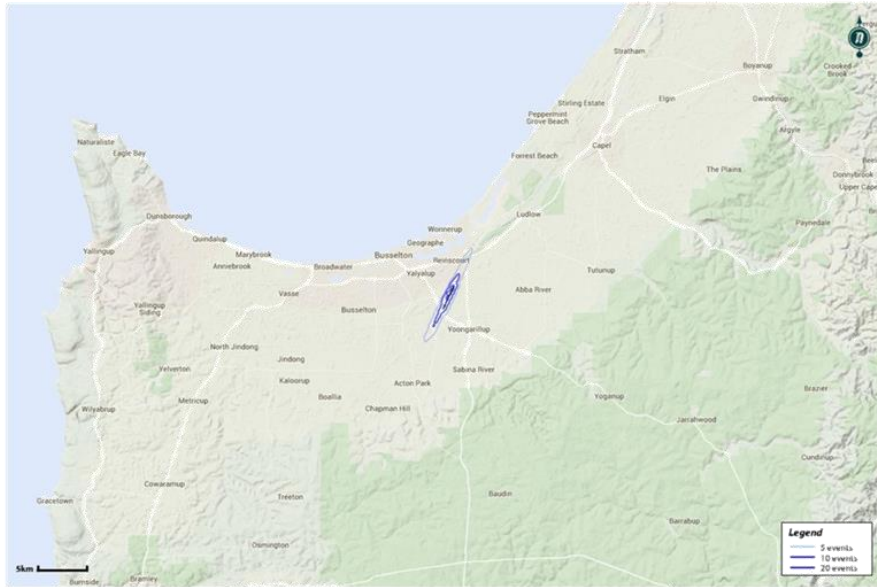 Stratham
Boyanup
Crooked
Brook
Elgin
Gwindinup
Stirling Estate
Peppermint
Grove Beach
Argyle
Capel
Naturaliste
Eagle Bay
Forrest Beach
The Plains
Donnybrook
Upper Cape
Dunsborough
Ludlow
Paynedale
Wonnerup
Quindalup
Geographe
Yallingup
Marybrook
Busselton
Reinscourt
Anniebrook
Broadwater
Yalyalup
Tutunup
Vasse
Abba River
Yallingup
Siding
Busselton
Yoongarillup
North Jindong
Jindong
Yelverton
Sabina River
Kaloorup
Acton Park
Brazier
Metricup
Boallia
Yoganup
Wilyabrup
Chapman Hill
Jarrahwood
Cundinup
Cowaramup
Treeton
Baudin
Gracetown
Barrabup
Osmington
Legend
5 events
10 events
20 events
5km
Burnside
Bramley